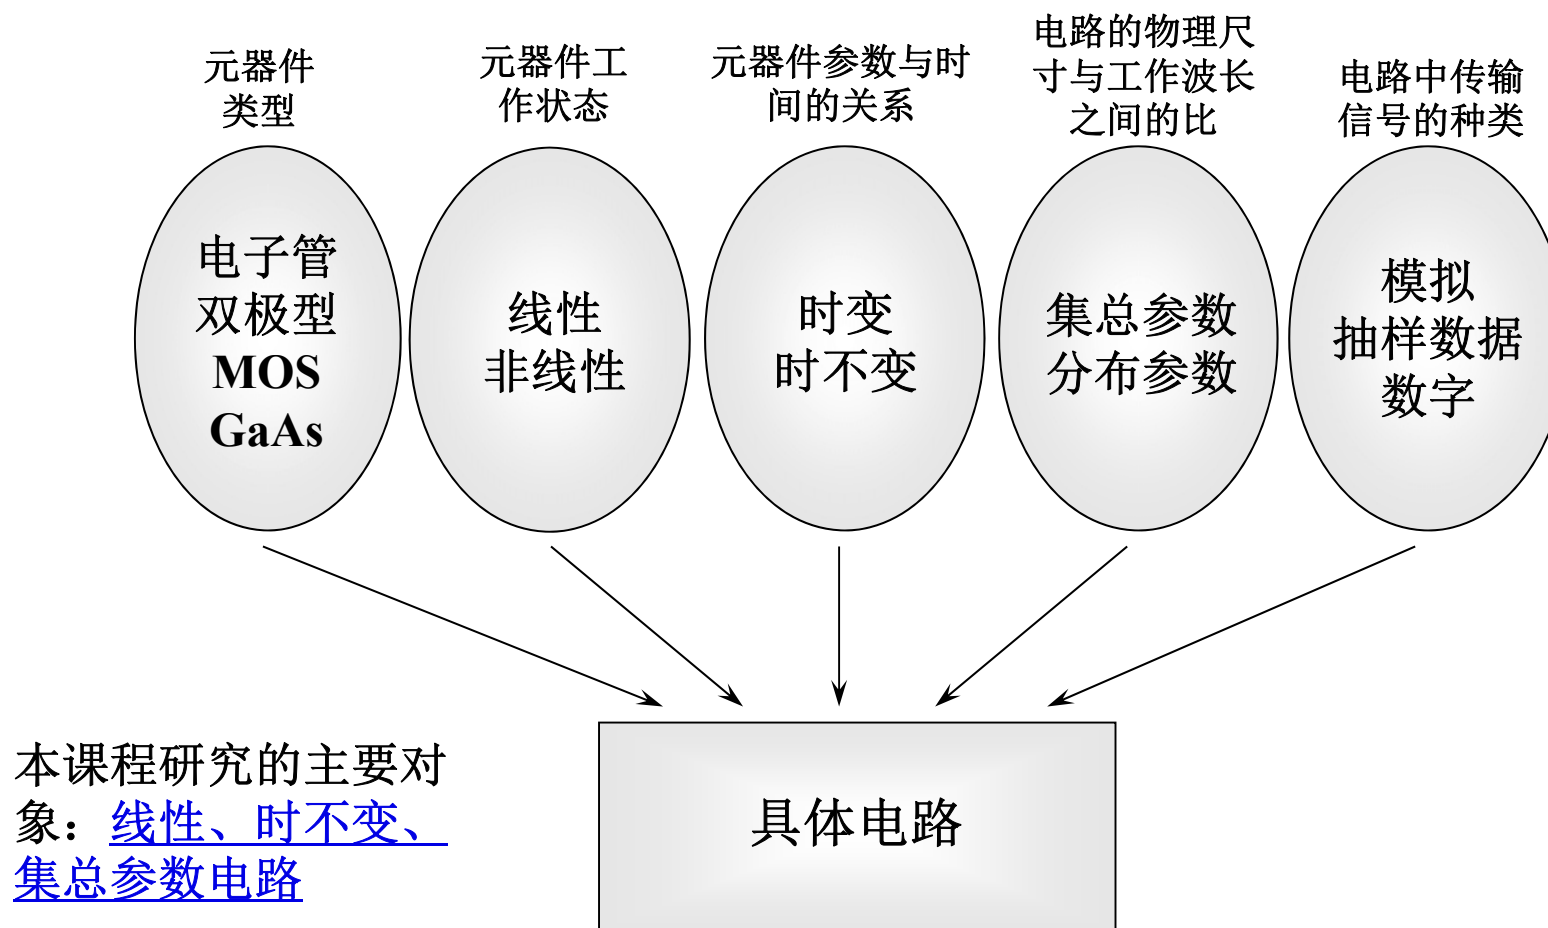 元器件
类型
元器件工
作状态
元器件参数与时
间的关系
电路的物理尺
寸与工作波长
之间的比
电路中传输
信号的种类
电子管
双极型
MOS
GaAs
线性
非线性
时变
时不变
集总参数
分布参数
模拟
抽样数据
数字
本课程研究的主要对
象：线性、时不变、
集总参数电路
具体电路